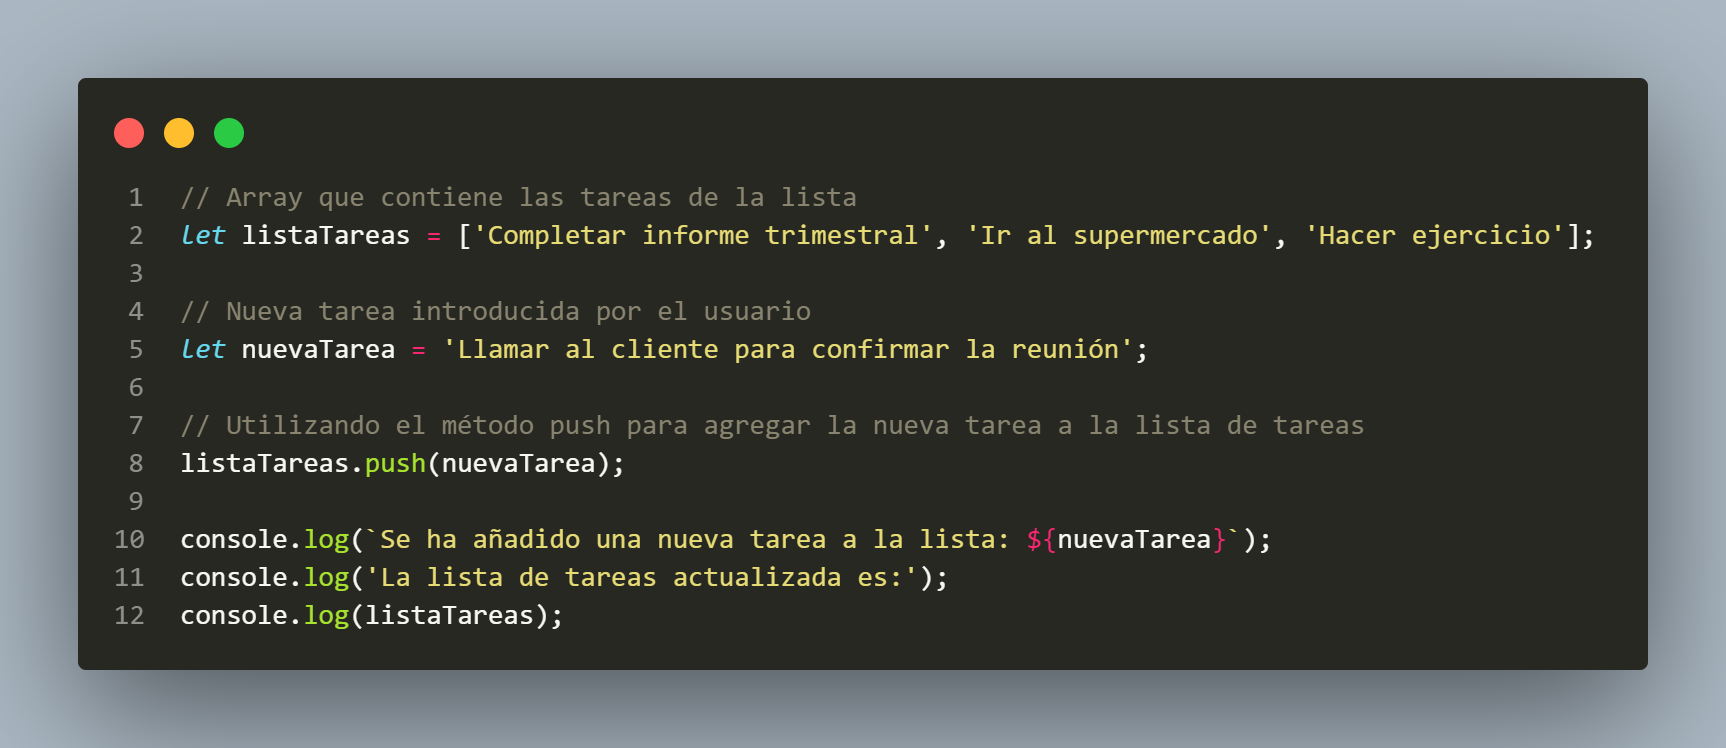 1 // Array que contiene las tareas de la lista
2 let listaTareas = ['Completar informe trimestral', 'Ir al supermercado', 'Hacer ejercicio'];
3
4 // Nueva tarea introducida por el usuario
5 let nuevaTarea = 'Llamar al cliente para confirmar la reunión';
6
7 // Utilizando el método push para agregar la nueva tarea a la lista de tareas
8 listaTareas.push(nuevaTarea);
9
10 console.log(`Se ha añadido una nueva tarea a la lista: ${nuevaTarea}`);
11 console.log('La lista de tareas actualizada es:');
12 console.log(listaTareas);